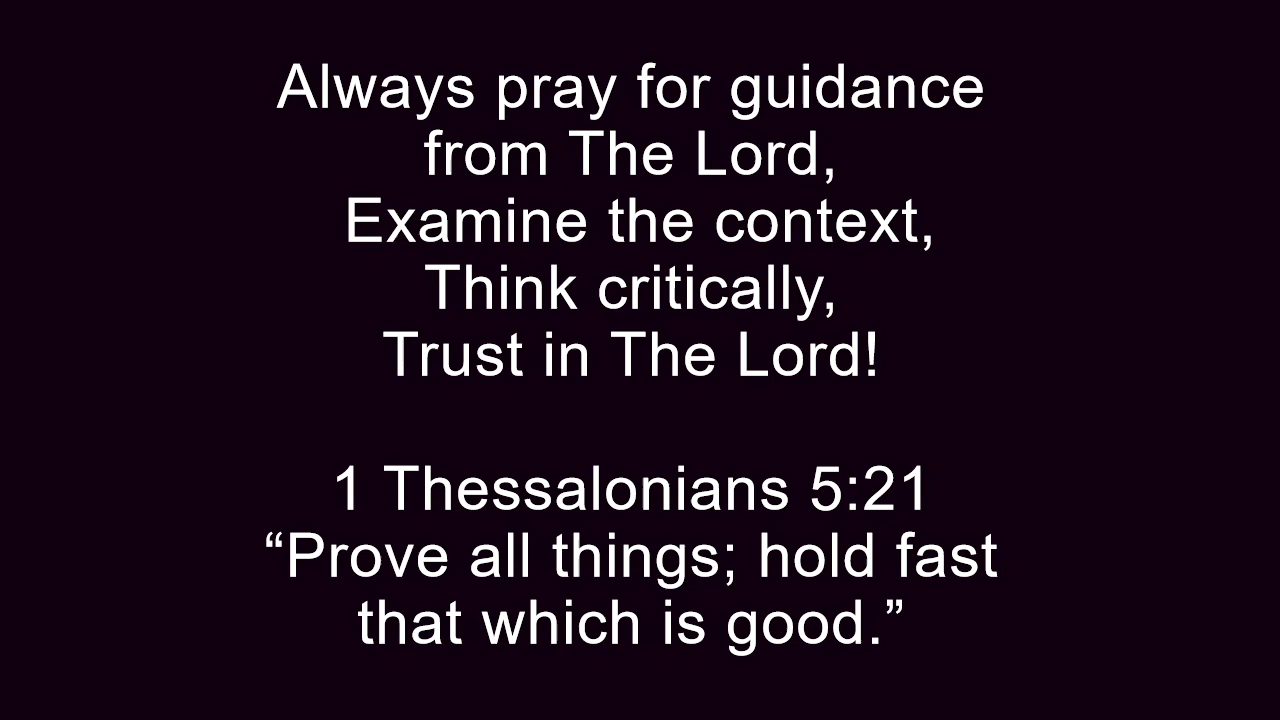 Always pray for guidance
from The Lord,
Examine the context,
Think critically,
Trust in The Lord!
1 Thessalonians 5:21
“Prove all things; hold fast
that which is good.”